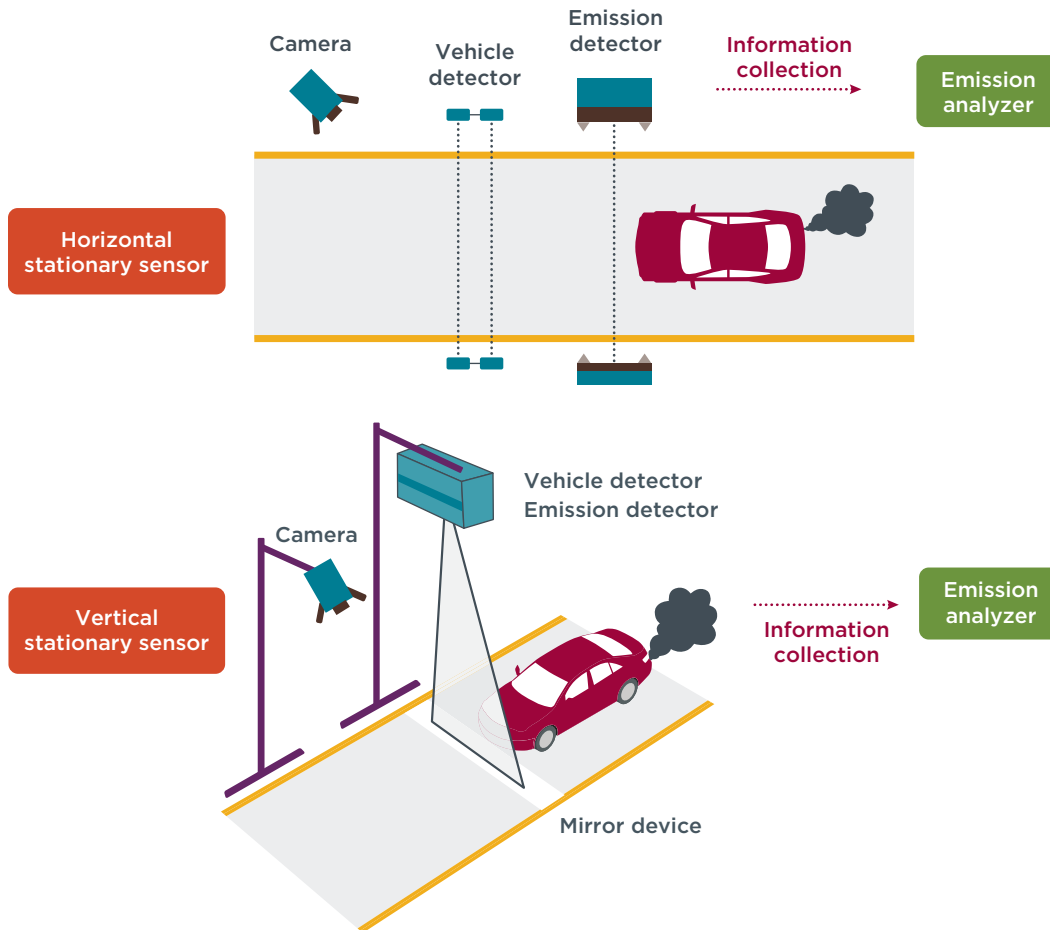 Camera
Vehicle
detector
Emission
detector
Information
collection
Emission
analyzer
Horizontal
stationary sensor
Vehicle detector
Emission detector
Camera
Vertical
stationary sensor
Information
collection
Emission
analyzer
Mirror device